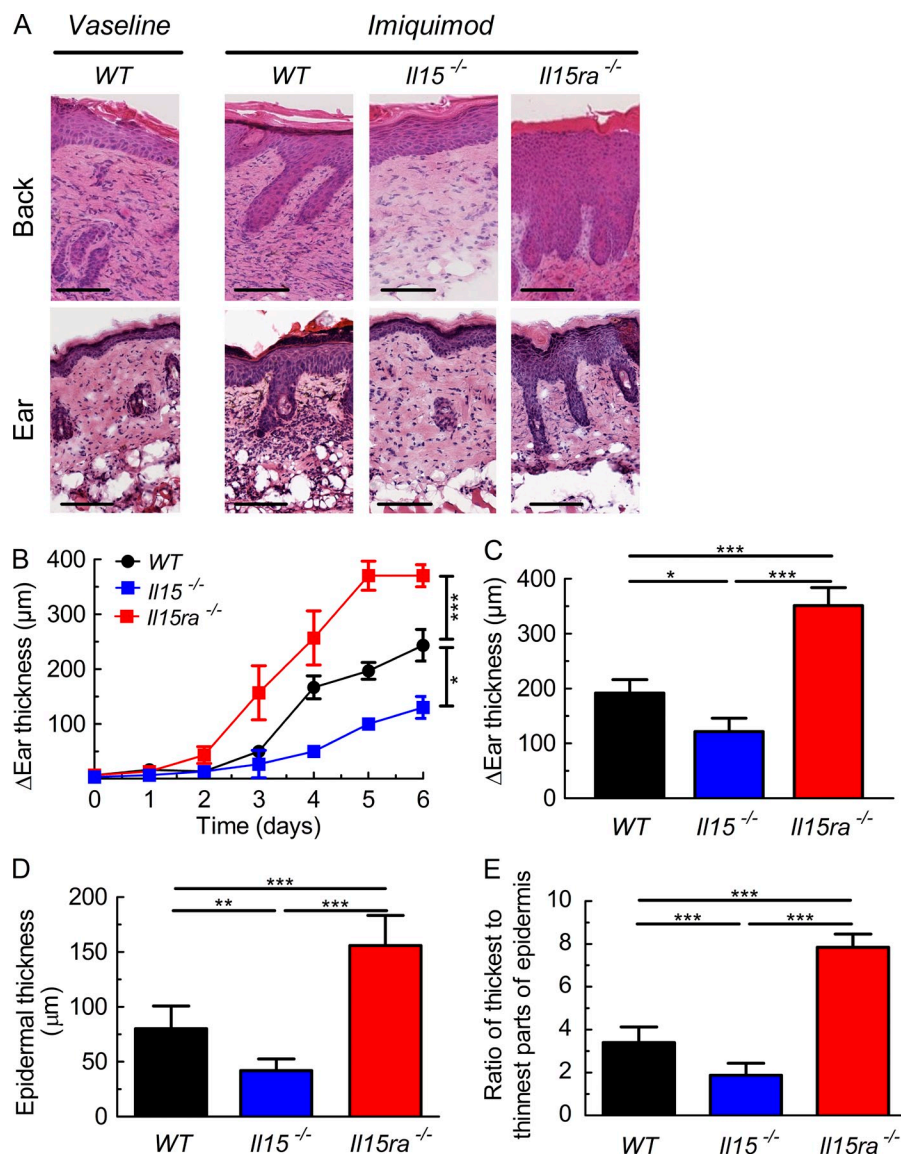 A
Vaseline
Imiquimod
WT
WT
Il15 -/-
Il15ra -/-
Back
Ear
B
ΔEar thickness (μm)
400
300
200
100
0
1
2
3
4
5
6
Time (days)
WT
Il15 -/-
Il15ra -/-
***
*
C
ΔEar thickness (μm)
400
300
200
100
0
***
*
***
WT
Il15 -/-
Il15ra -/-
D
Epidermal thickness
(μm)
200
150
100
50
0
***
**
***
WT
Il15 -/-
Il15ra -/-
E
Ratio of thickest to
thinnest parts of epidermis
10
8
6
4
2
0
***
***
***
WT
Il15 -/-
Il15ra -/-